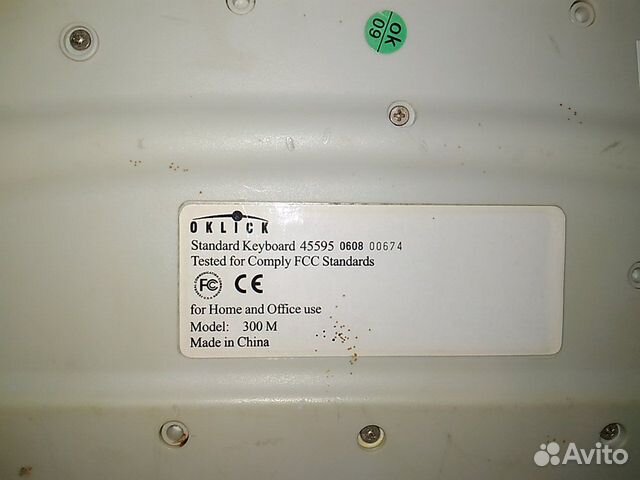 ok
09
OKLICK
Standard Keyboard 45595 0608 00674
Tested for Comply FCC Standards
FC CE
for Home and Office use
Model: 300 M
Made in China
Avito